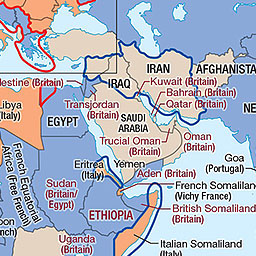 IRAN
AFGHANISTA
IRAQ
Kuwait (Britain)
Bahrain (Britain)
Qatar (Britain)
lestine (Britain)
Transjordan
(Britain)
Libya
(Italy)
EGYPT
SAUDI
ARABIA
Trucial Oman
(Britain)
Oman
(Britain)
Goa
(Portugal)
Eritrea
(Italy)
Yemen
Aden (Britain)
Sudan
(Britain/
Egypt)
French Equatorial
Africa (Free French)
French Somaliland
(Vichy France)
British Somaliland
(Britain)
ETHIOPIA
Uganda
(Britain)
Italian Somaliland
(Italy)